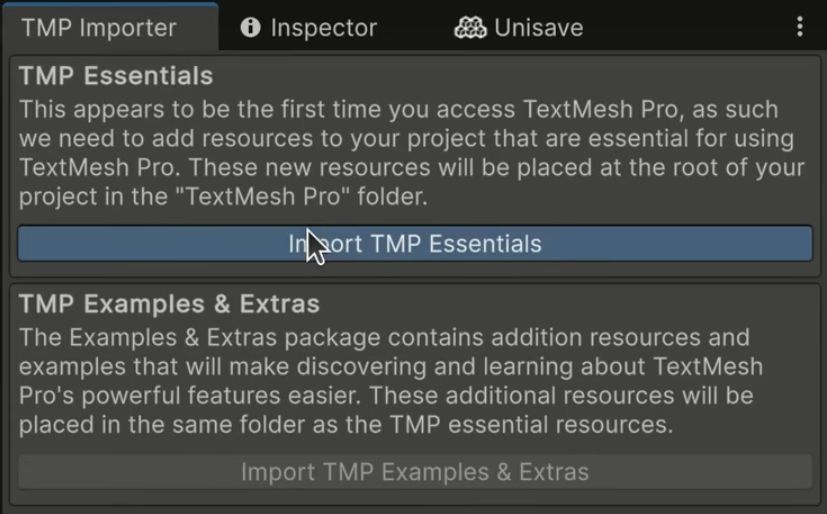 TMP Importer
Inspector
Unisave
TMP Essentials
This appears to be the first time you access TextMesh Pro, as such
we need to add resources to your project that are essential for using
TextMesh Pro. These new resources will be placed at the root of your
project in the "TextMesh Pro" folder.
Import TMP Essentials
TMP Examples & Extras
The Examples & Extras package contains addition resources and
examples that will make discovering and learning about TextMesh
Pro's powerful features easier. These additional resources will be
placed in the same folder as the TMP essential resources.
Import TMP Examples & Extras